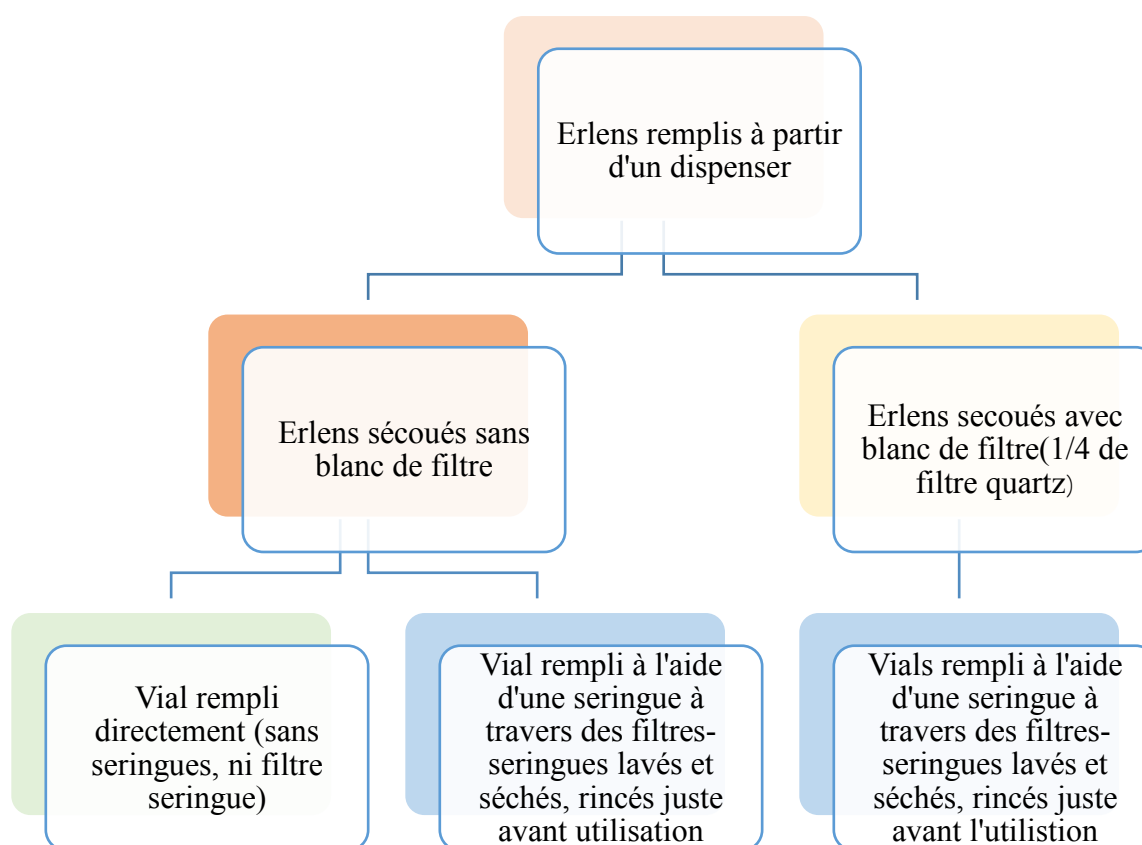 Erlens remplis à partir
d'un dispenser
Erlens sécoués sans
blanc de filtre
Erlens secoués avec
blanc de filtre(1/4 de
filtre quartz)
Vial rempli
directement (sans
seringues, ni filtre
seringue)
Vial rempli à l'aide
d'une seringue à
travers des filtres-
seringues lavés et
séchés, rincés juste
avant utilisation
Vials rempli à l'aide
d'une seringue à
travers des filtres-
seringues lavés et
séchés, rincés juste
avant l'utilistion